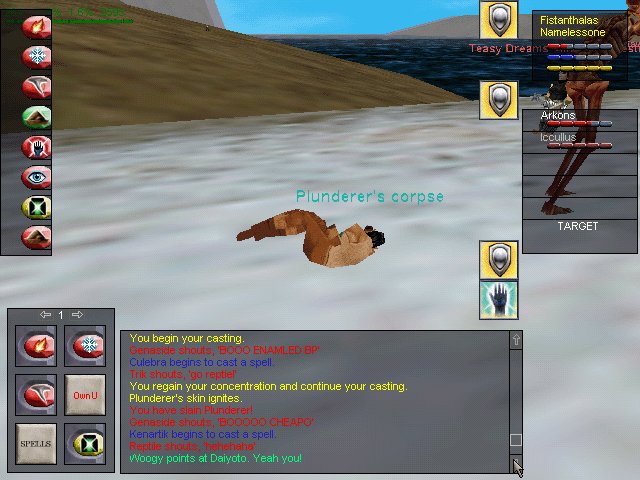 Fistanthalas
Namelessone
Teasy Dreams
Arkons
Iccullus
TARGET
Plunderer's corpse
1
OwnU
SPELLS
You begin your casting.
Genaside shouts, 'BOOO ENAMLED BP'
Culebra begins to cast a spell.
Trik shouts, 'go reptiel'
You regain your concentration and continue your casting.
Plunderer's skin ignites.
You have slain Plunderer!
Genaside shouts, 'BOOOOO CHEAPO'
Kenartik begins to cast a spell.
Reptile shouts, 'hehehaha'
Woogy points at Daiyoto. Yeah you!